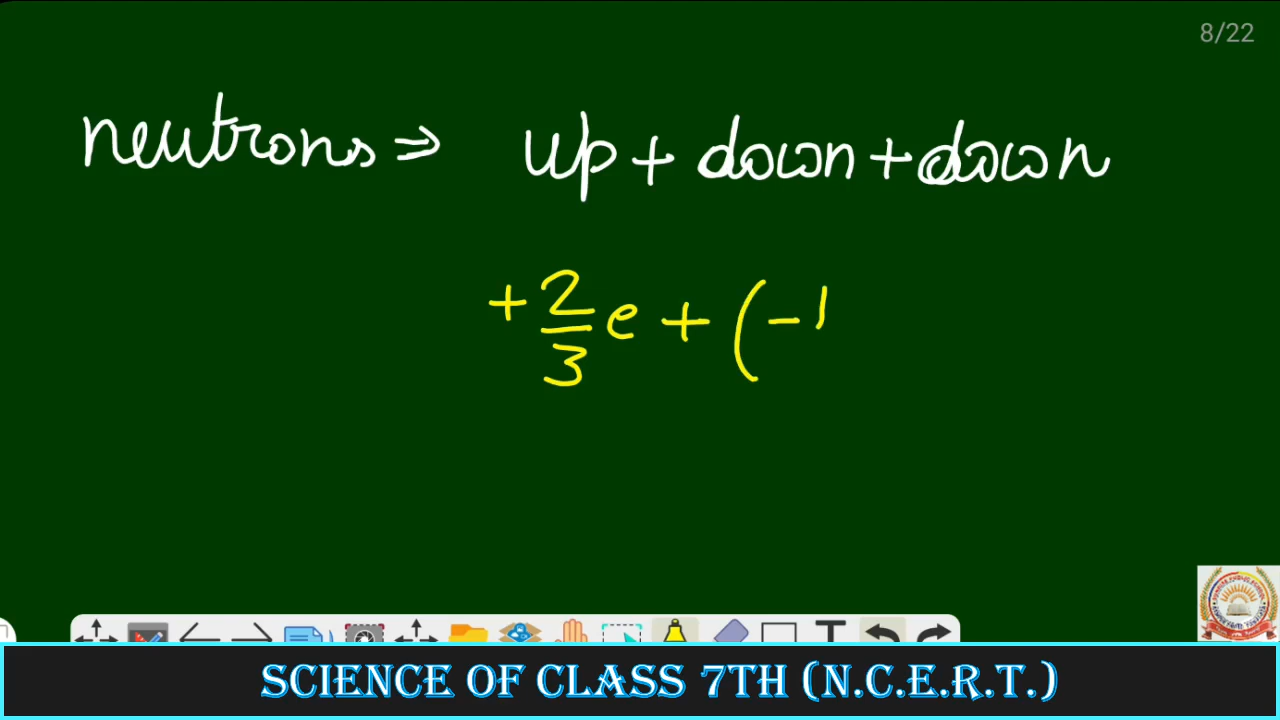 8/22
neutrons ⇒ up + down + down
+ 2/3 e + (-1
SCIENCE OF CLASS 7TH (N.C.E.R.T.)